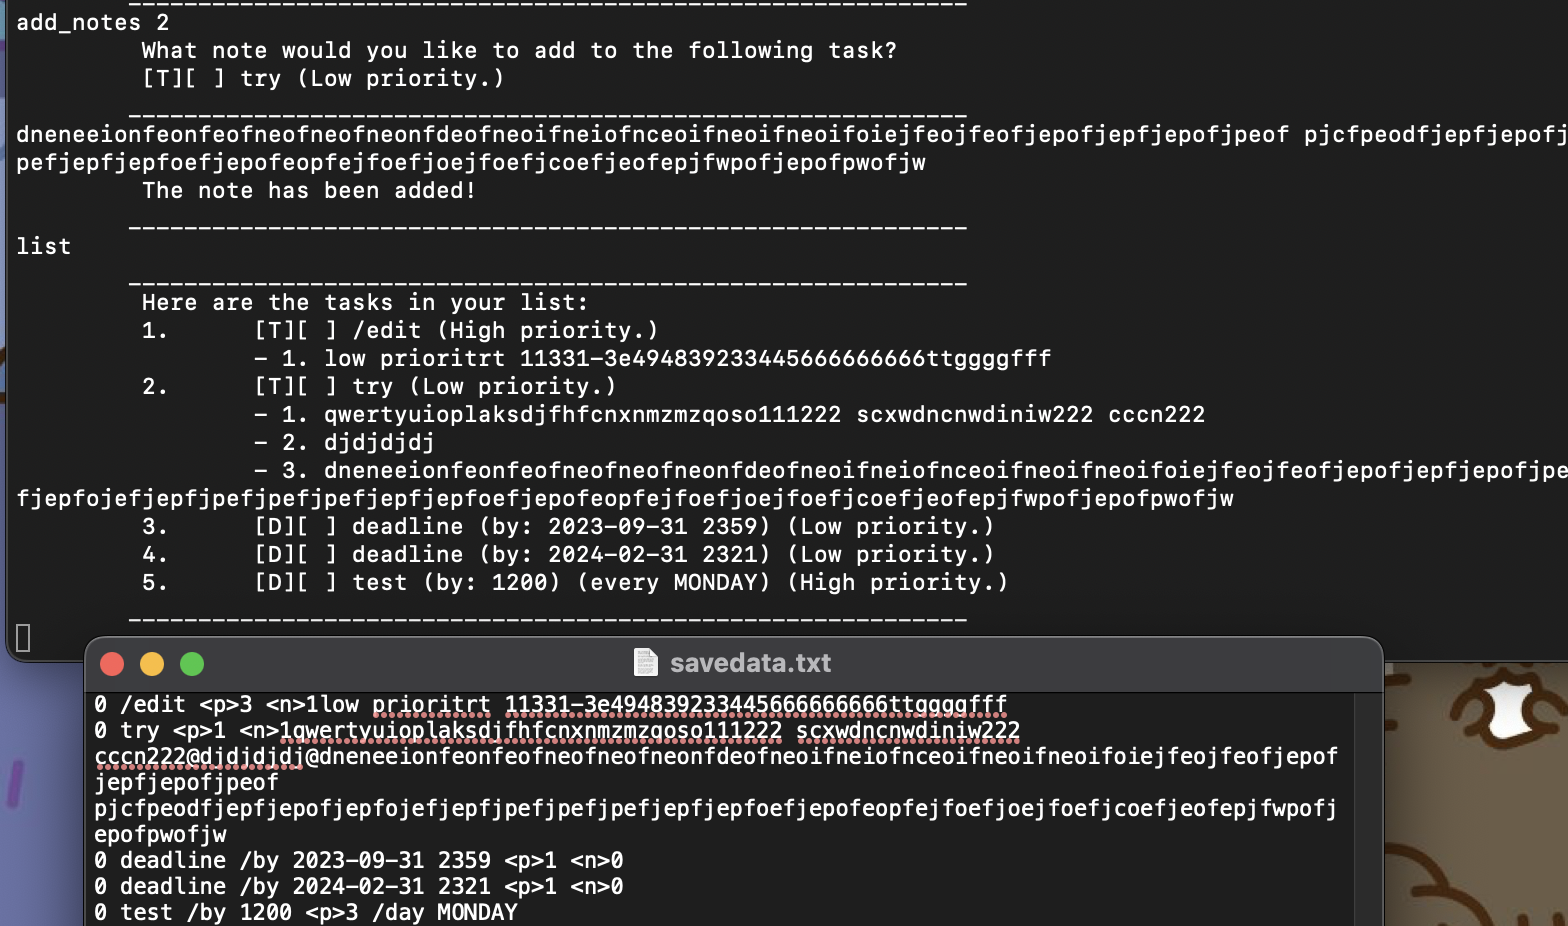 add_notes 2
What note would you like to add to the following task?
[T][ ] try (Low priority.)
dneneeionfeonfeofneofneofneonfdeofneoifneiofnceoifneoifneoifoiejfeojfeofjepofjepfjepofjpeof pjcfpeodfjepfjepofj
pefjepfjepfoefjepofeopfejfoefjoejfoefjcoefjeofepjfwpofjepofpwofjw
The note has been added!
list
Here are the tasks in your list:
1. [T][ ] /edit (High priority.)
- 1. low prioritrt 11331-3e494839233445666666666ttggggfff
2. [T][ ] try (Low priority.)
- 1. qwertyuioplaksdjfhfcnxnmzmzqoso111222 scxwdncnwdiniw222 cccn222
- 2. djdjdjdj
- 3. dneneeionfeonfeofneofneofneonfdeofneoifneiofnceoifneoifneoifoiejfeojfeofjepofjepfjepofjpe
fjepfojefjepfjpefjpefjpefjepfjepfoefjepofeopfejfoefjoejfoefjcoefjeofepjfwpofjepofpwofjw
3. [D][ ] deadline (by: 2023-09-31 2359) (Low priority.)
4. [D][ ] deadline (by: 2024-02-31 2321) (Low priority.)
5. [D][ ] test (by: 1200) (every MONDAY) (High priority.)
savedata.txt
0 /edit <p>3 <n>1low prioritrt 11331-3e494839233445666666666ttggggfff
0 try <p>1 <n>1qwertyuioplaksdjfhfcnxnmzmzqoso111222 scxwdncnwdiniw222
cccn222@djdjdjdj@dneneeionfeonfeofneofneofneonfdeofneoifneiofnceoifneoifneoifoiejfeojfeofjepof
jepfjepofjpeof
pjcfpeodfjepfjepofjepfojefjepfjpefjpefjpefjepfjepfoefjepofeopfejfoefjoejfoefjcoefjeofepjfwpofj
epofpwofjw
0 deadline /by 2023-09-31 2359 <p>1 <n>0
0 deadline /by 2024-02-31 2321 <p>1 <n>0
0 test /by 1200 <p>3 /day MONDAY